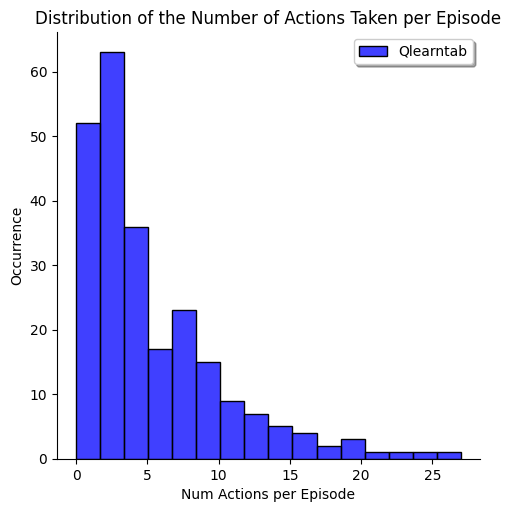 Distribution of the Number of Actions Taken per Episode
Qlearntab
60
50
40
30
20
10
0
Occurrence
0 5 10 15 20 25
Num Actions per Episode